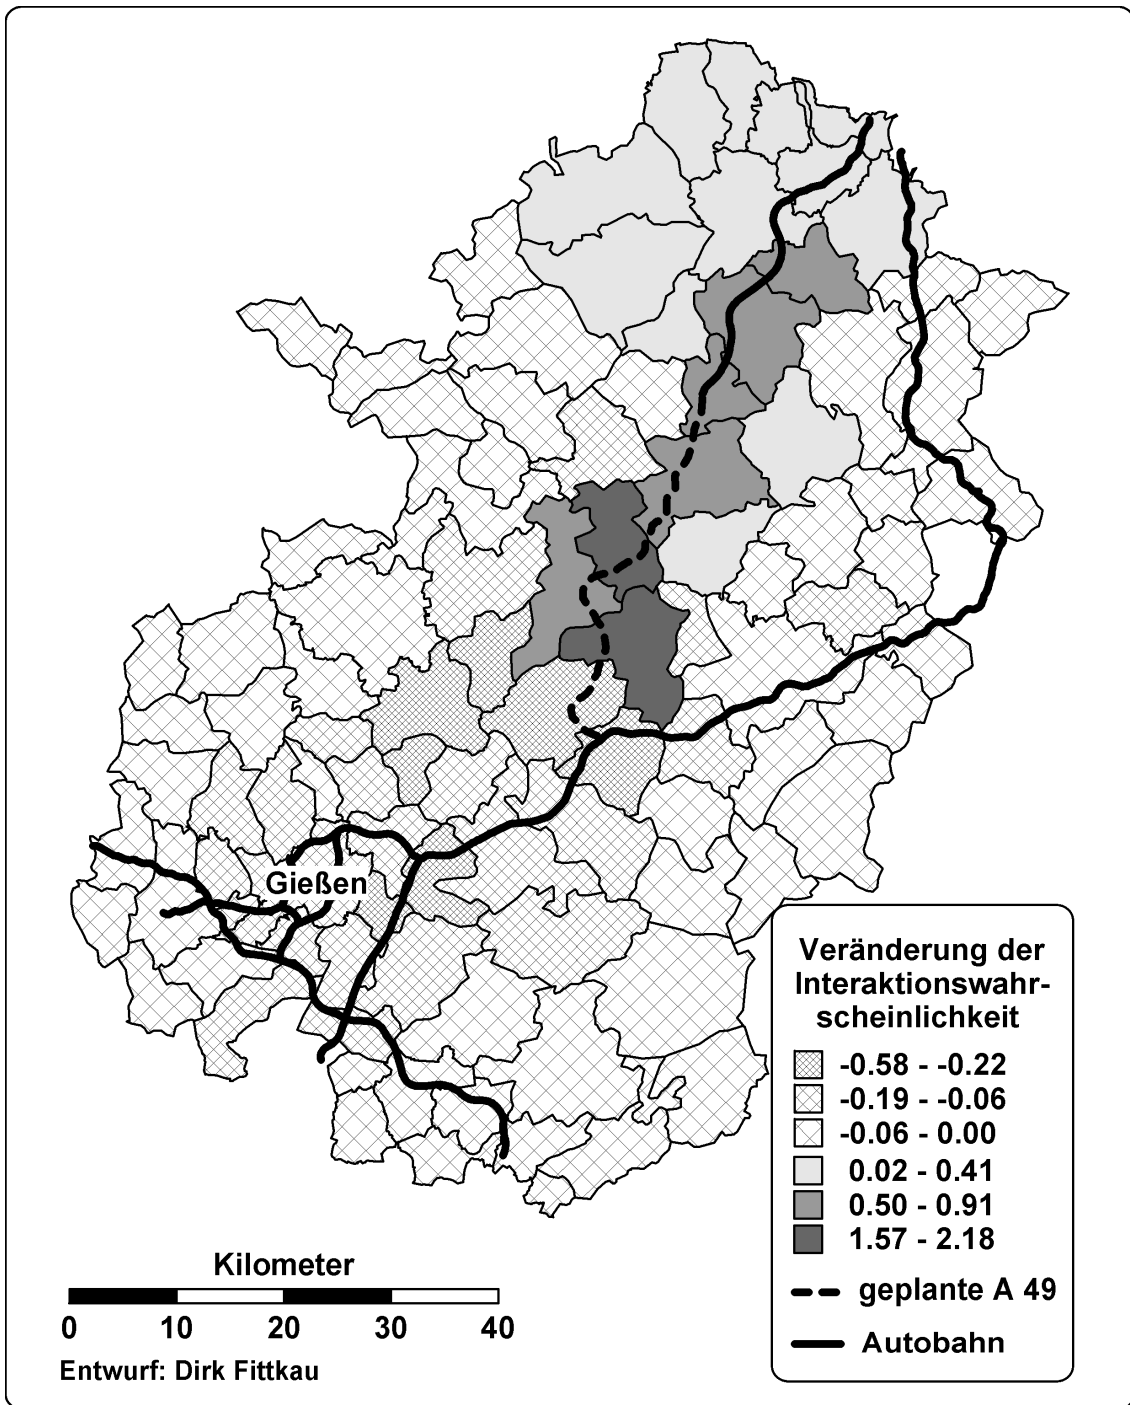 Gießen
Veränderung der
Interaktionswahr-
scheinlichkeit
-0.58 - -0.22
-0.19 - -0.06
-0.06 - 0.00
0.02 - 0.41
0.50 - 0.91
1.57 - 2.18
geplante A 49
Autobahn
Kilometer
0 10 20 30 40
Entwurf: Dirk Fittkau